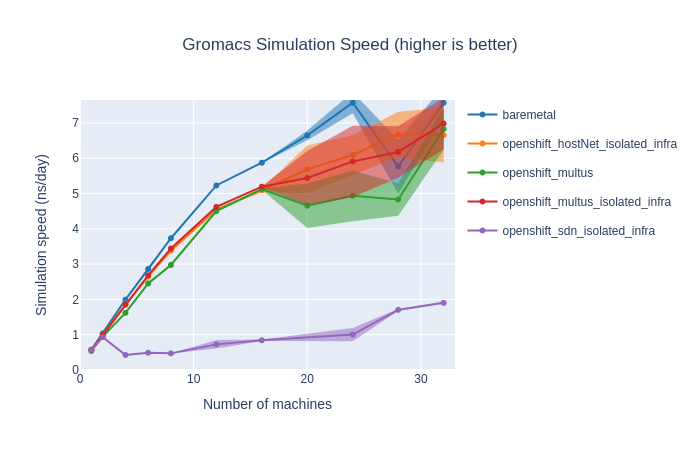 Gromacs Simulation Speed (higher is better)
Simulation speed (ns/day)
7
6
5
4
3
2
1
0
0
10
20
30
Number of machines
baremetal
openshift_hostNet_isolated_infra
openshift_multus
openshift_multus_isolated_infra
openshift_sdn_isolated_infra